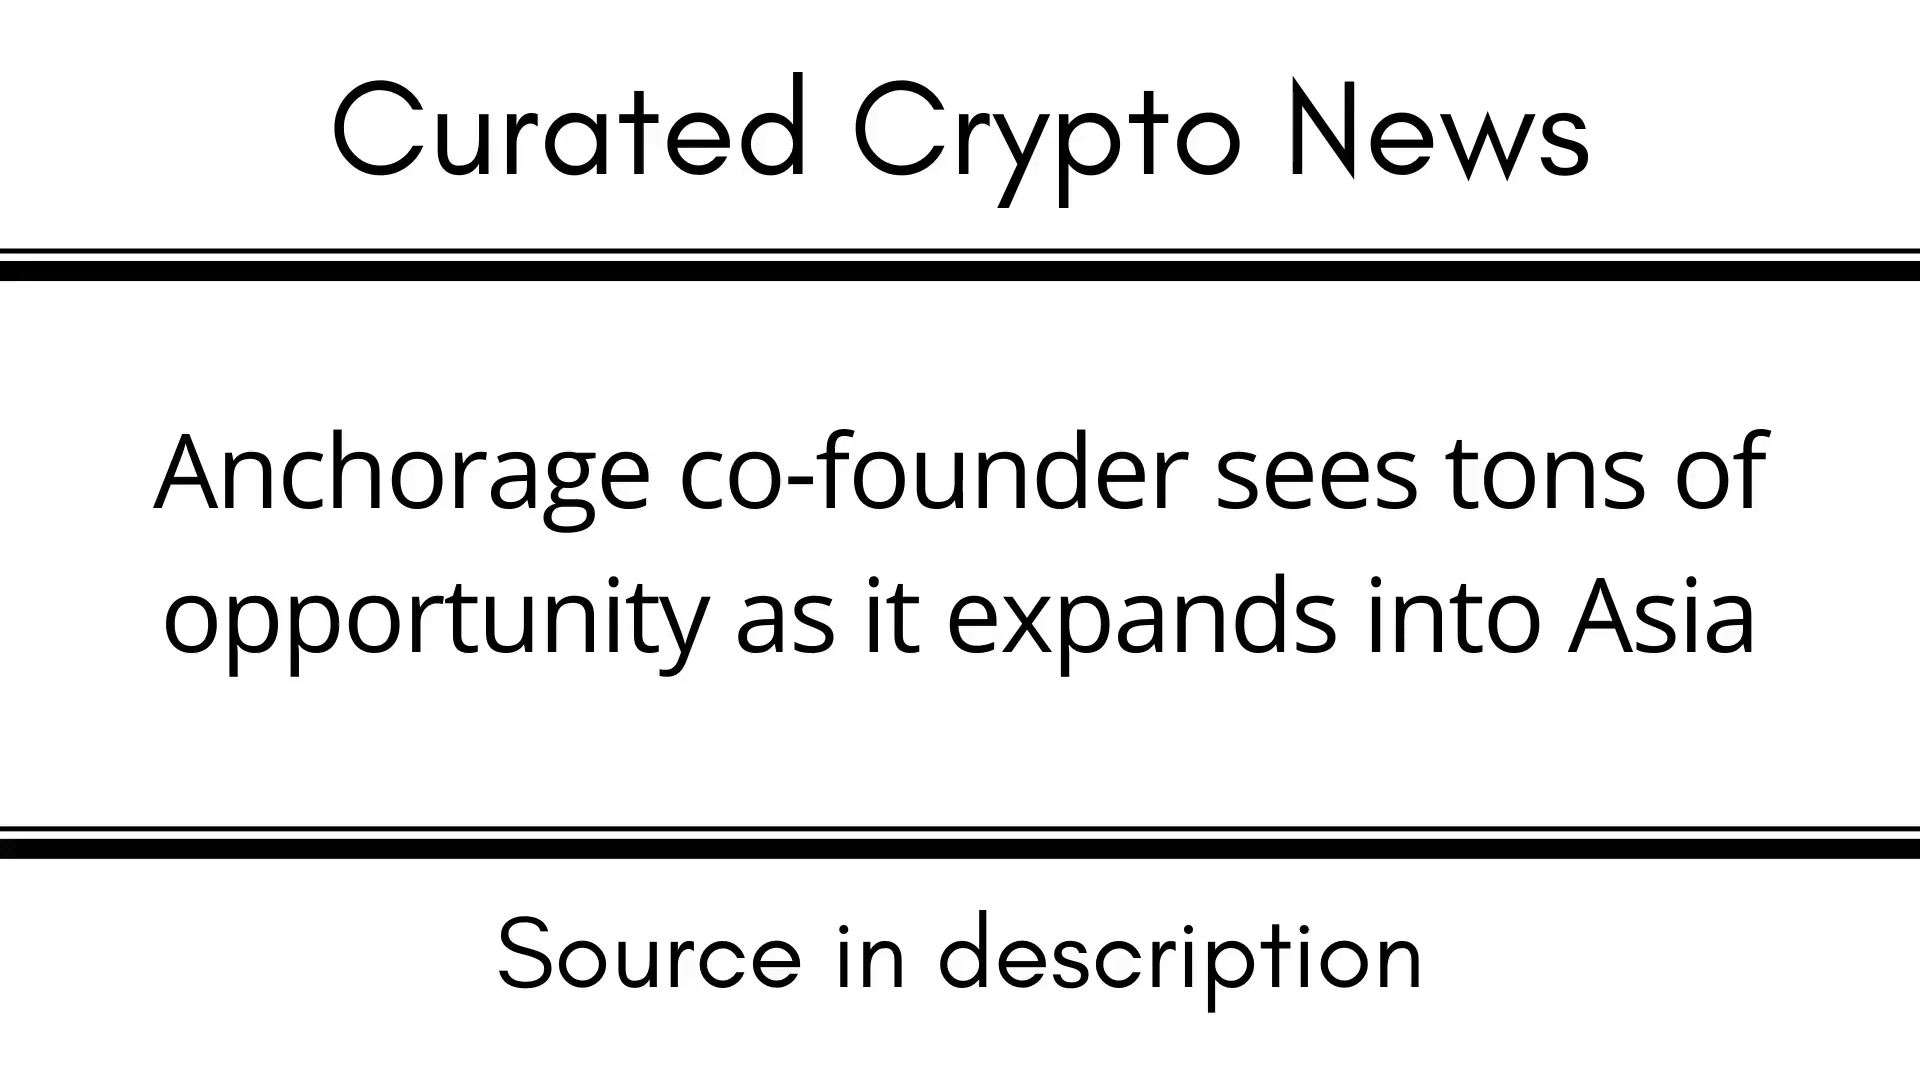 Curated Crypto News
Anchorage co-founder sees tons of
opportunity as it expands into Asia
Source in description